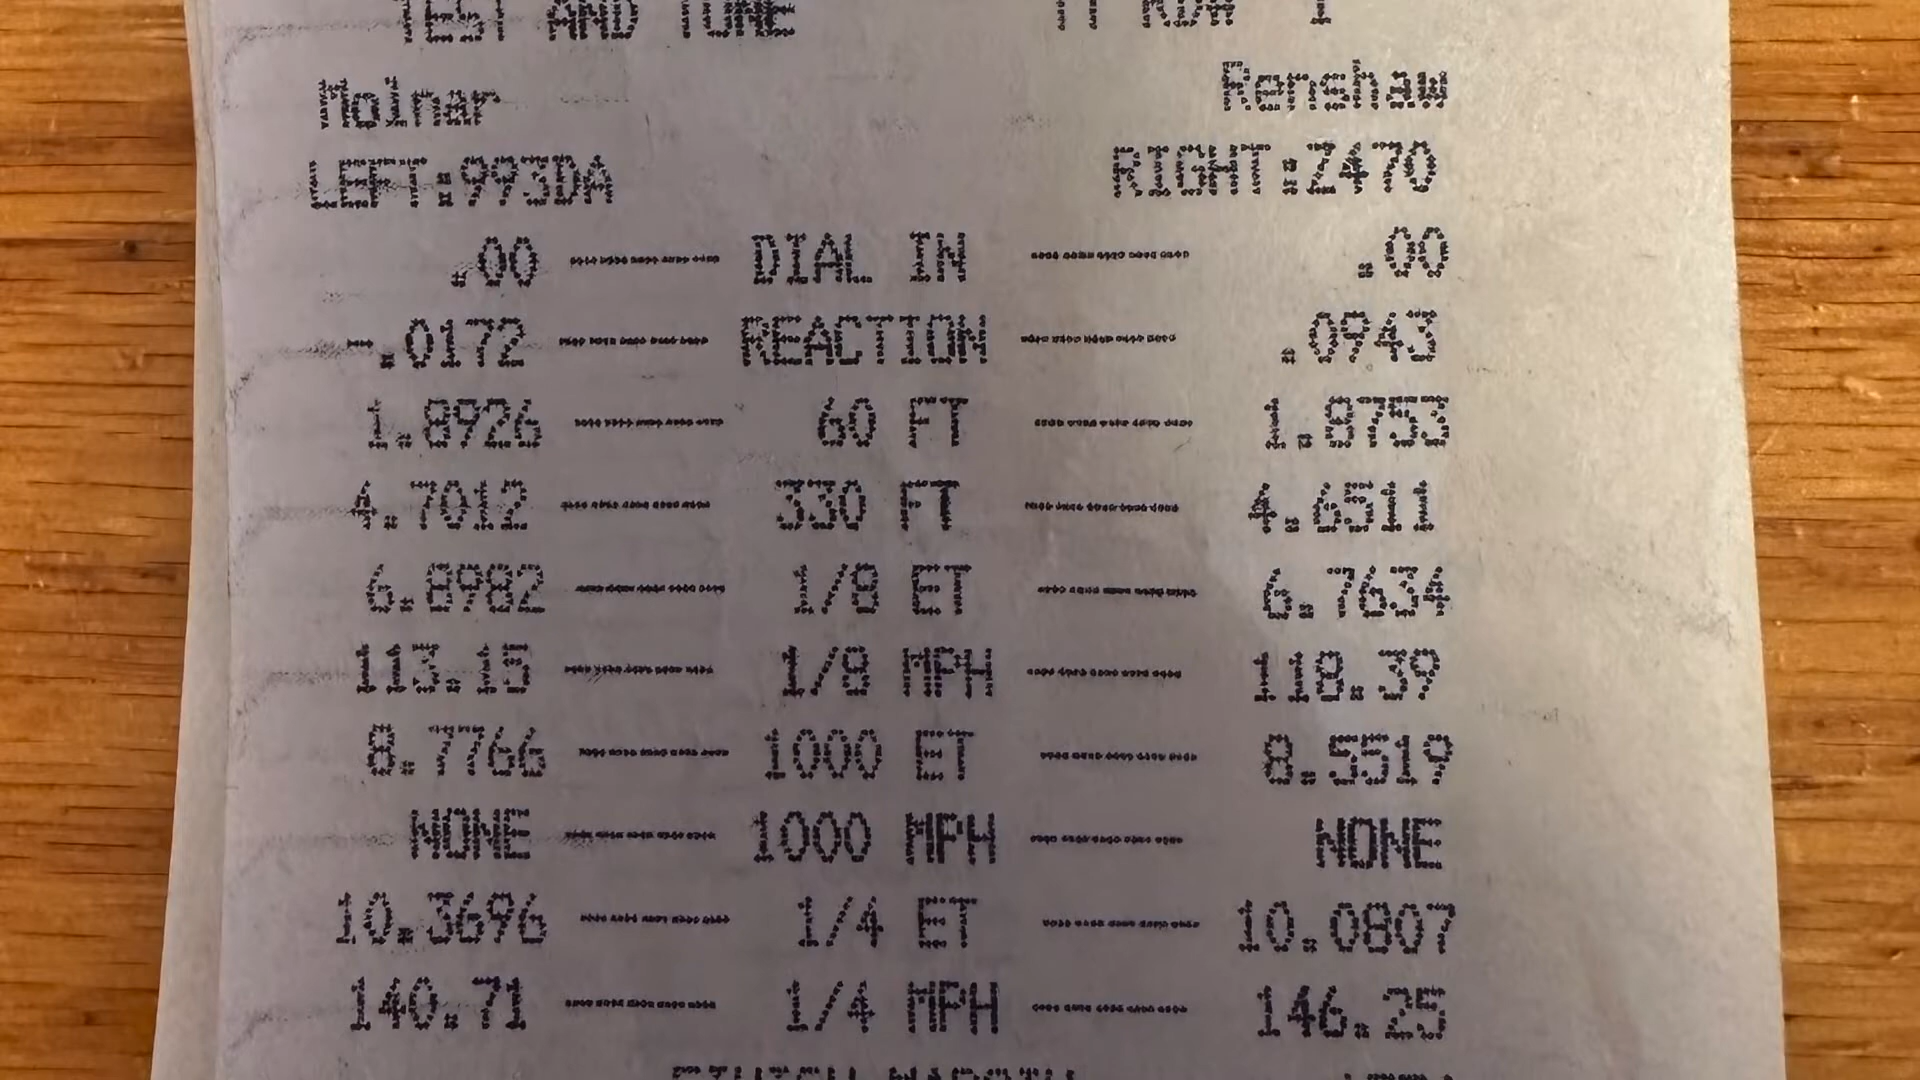 TEST AND TUNE
Molnar Renshaw
LEFT:993DA RIGHT:Z470
.00 ----- DIAL IN ----- .00
-.0172 ----- REACTION ----- .0943
1.8926 ----- 60 FT ----- 1.8753
4.7012 ----- 330 FT ----- 4.6511
6.8982 ----- 1/8 ET ----- 6.7634
113.15 ----- 1/8 MPH ----- 118.39
8.7766 ----- 1000 ET ----- 8.5519
NONE ----- 1000 MPH ----- NONE
10.3696 ----- 1/4 ET ----- 10.0807
140.71 ----- 1/4 MPH ----- 146.25